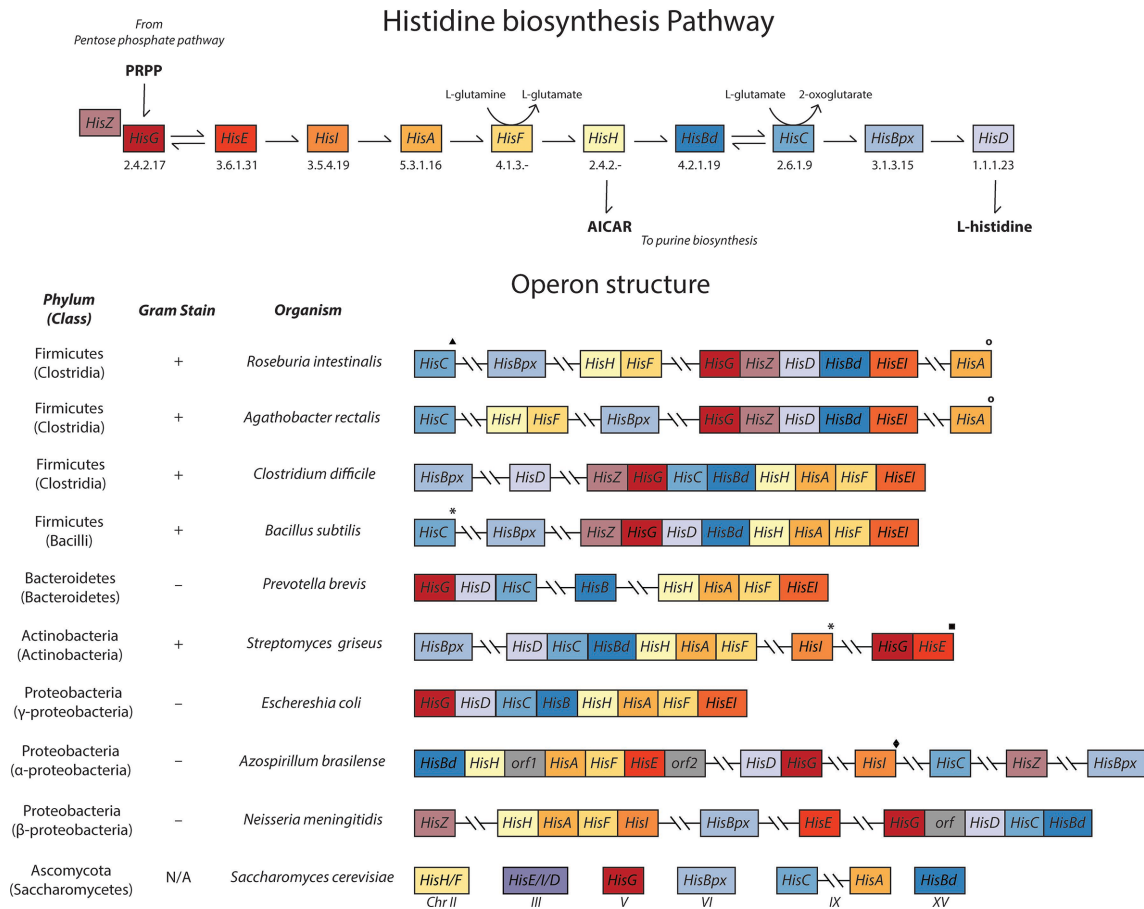 Histidine biosynthesis Pathway
From
Pentose phosphate pathway
PRPP
L-glutamine L-glutamate L-glutamate 2-oxoglutarate
HisZ HisG HisE HisI HisA HisF HisH HisBd HisC HisBpx HisD
2.4.2.17 3.6.1.31 3.5.4.19 5.3.1.16 4.1.3.- 2.4.2.- 4.2.1.19 2.6.1.9 3.1.3.15 1.1.1.23
AICAR L-histidine
To purine biosynthesis
Operon structure
Phylum
(Class) Gram Stain Organism
Firmicutes
(Clostridia) + Roseburia intestinalis HisC ▲ HisBpx HisH HisF HisG HisZ HisD HisBd HisEI HisA o
Firmicutes
(Clostridia) + Agathobacter rectalis HisC HisH HisF HisBpx HisG HisZ HisD HisBd HisEI HisA o
Firmicutes
(Clostridia) + Clostridium difficile HisBpx HisD HisZ HisG HisC HisBd HisH HisA HisF HisEI
Firmicutes
(Bacilli) + Bacillus subtilis HisC * HisBpx HisZ HisG HisD HisBd HisH HisA HisF HisEI
Bacteroidetes
(Bacteroidetes) – Prevotella brevis HisG HisD HisC HisB HisH HisA HisF HisEI
Actinobacteria
(Actinobacteria) + Streptomyces griseus HisBpx HisD HisC HisBd HisH HisA HisF HisI * HisG HisE ■
Proteobacteria
(γ-proteobacteria) – Eschereshia coli HisG HisD HisC HisB HisH HisA HisF HisEI
Proteobacteria
(α-proteobacteria) – Azospirillum brasilense HisBd HisH orf1 HisA HisF HisE orf2 HisD HisG HisI ♦ HisC HisZ HisBpx
Proteobacteria
(β-proteobacteria) – Neisseria meningitidis HisZ HisH HisA HisF HisI HisBpx HisE HisG orf HisD HisC HisBd
Ascomycota
(Saccharomycetes) N/A Saccharomyces cerevisiae HisH/F HisE/I/D HisG HisBpx HisC HisA HisBd
Chr II III V VI IX XV